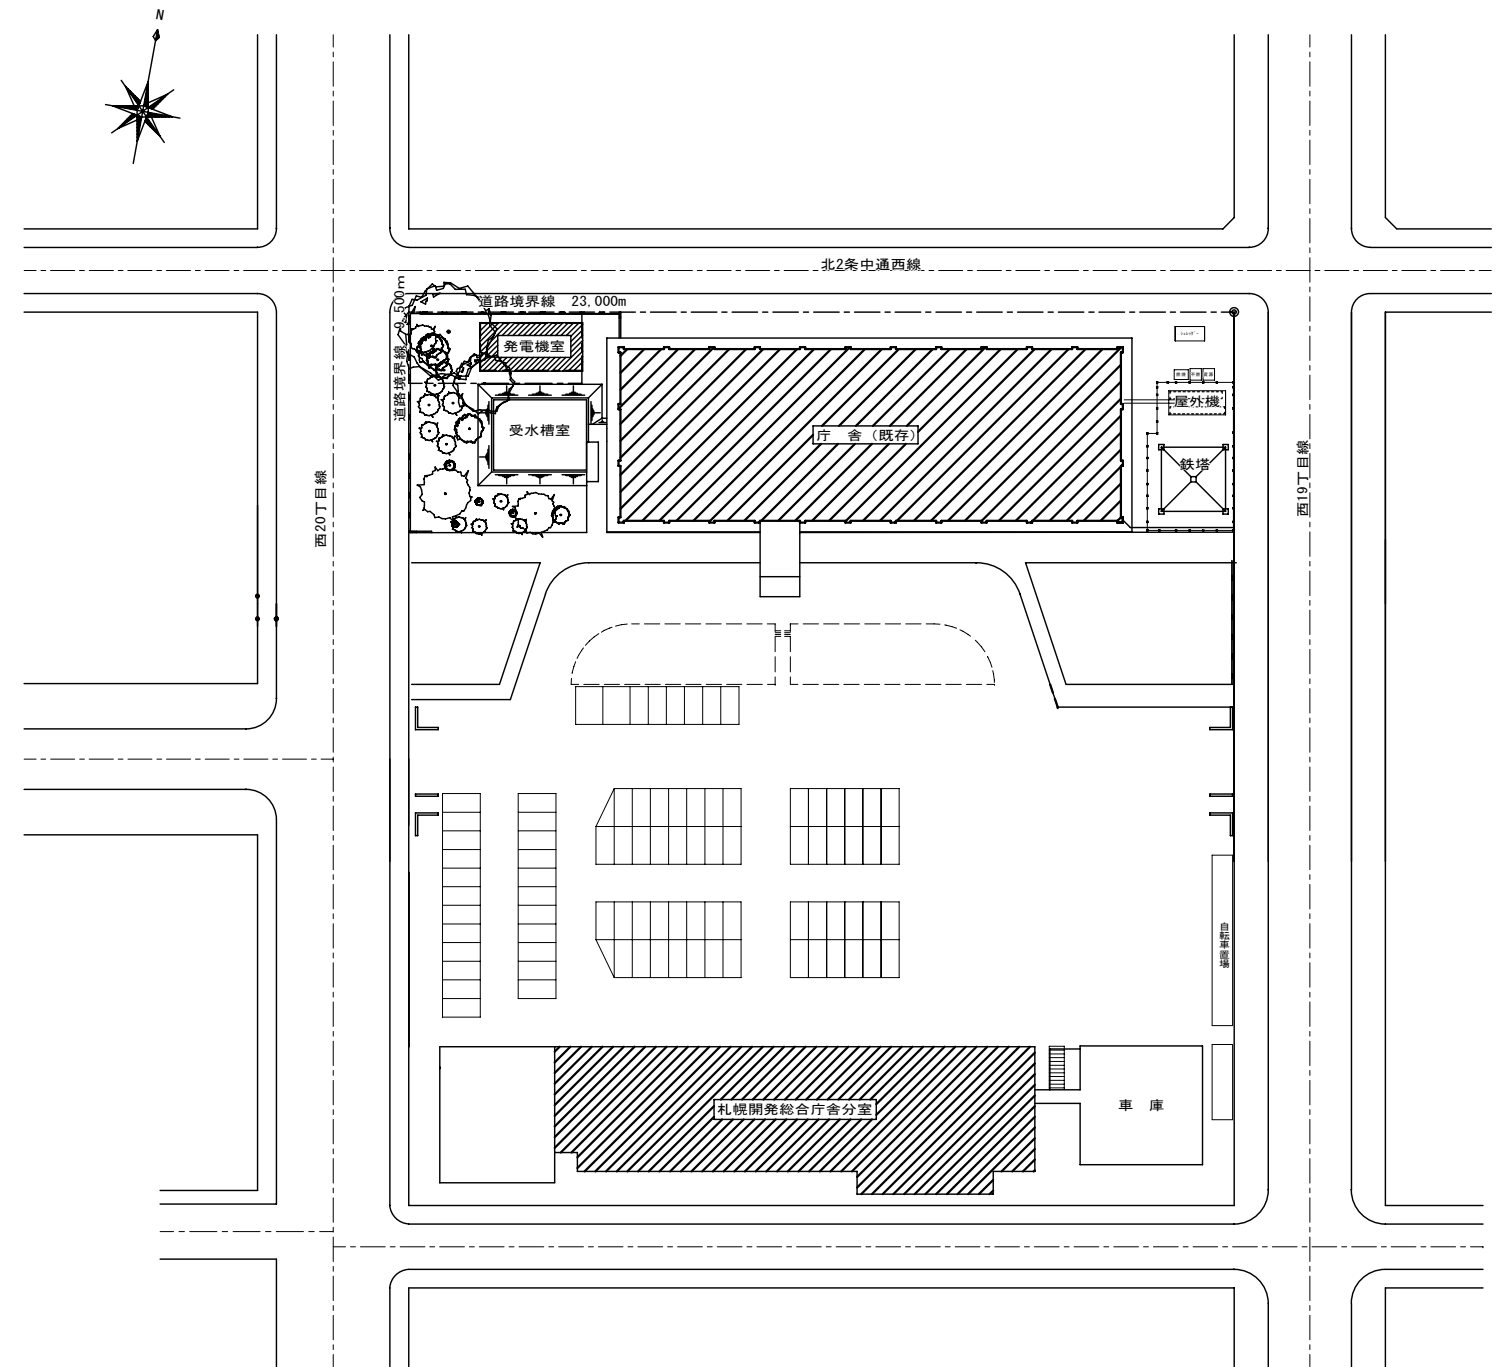 N
北2条中通西線
道路境界線 23,000m
道路境界線 9,500m
発電機室
受水槽室
庁 舎（既存）
屋外機
鉄塔
西20丁目線
西19丁目線
自転車置場
札幌開発総合庁舎分室
車 庫